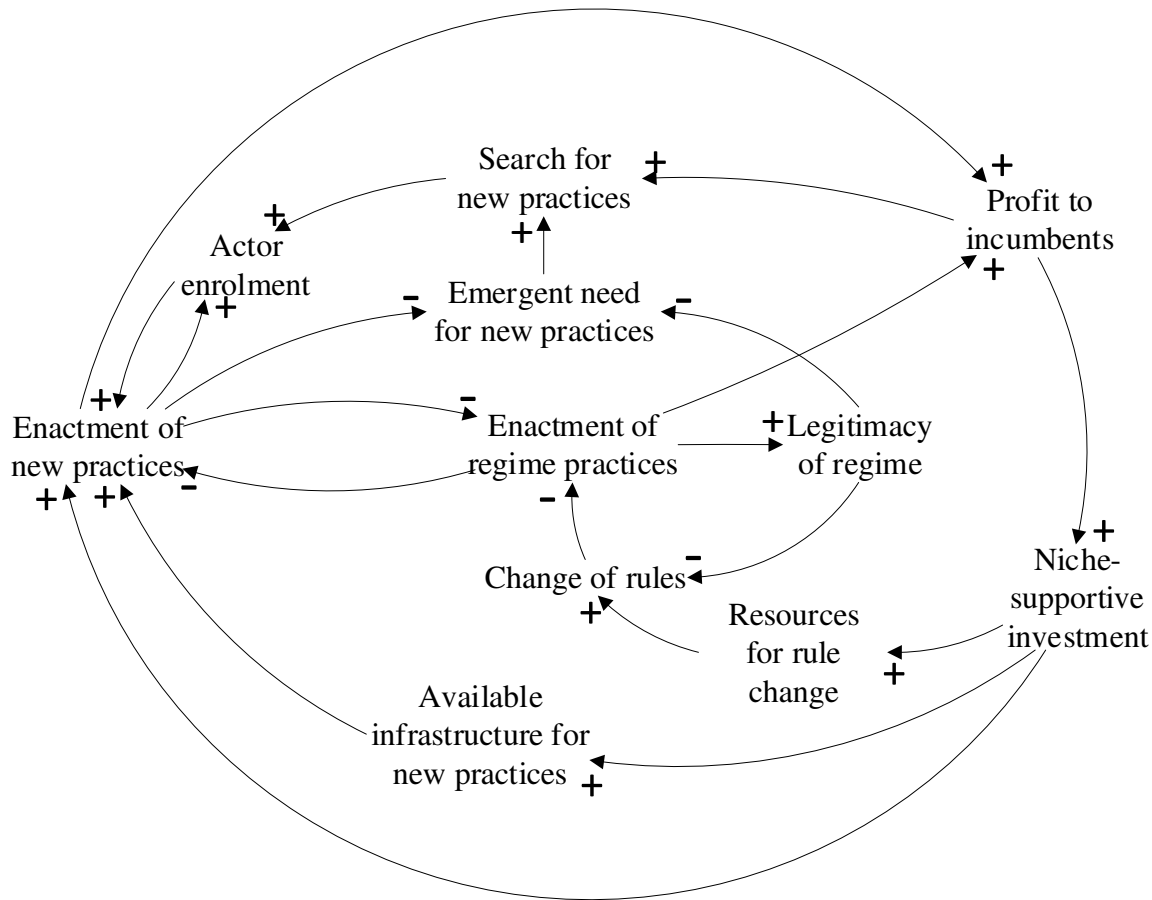 +
Search for
new practices
+
+
Profit to
incumbents
+
+
Actor
enrolment
+
+
-
Emergent need
for new practices
-
+
Enactment of
new practices
+
+
-
-
Enactment of
regime practices
-
+
Legitimacy
of regime
-
Change of rules
+
+
Niche-
supportive
investment
Resources
for rule
change
+
Available
infrastructure for
new practices
+